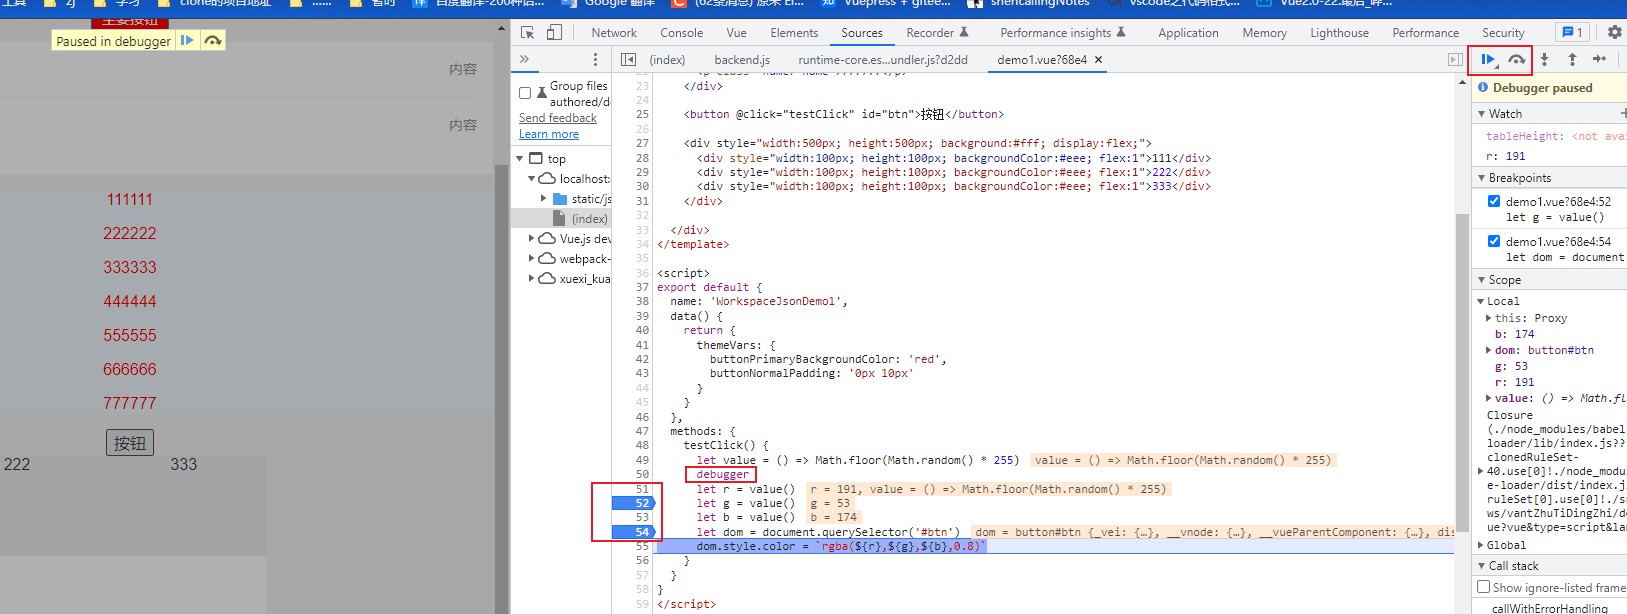 工具
zj
学习
clone的项目地址
......
省时
百度翻译-200种语...
Google 翻译
(62条消息) 原来 El...
Vuepress + gitee...
shencallingNotes
vscode之代码格式...
主要按钮
Paused in debugger
内容
内容
111111
222222
333333
444444
555555
666666
777777
按钮
222
333
Network Console Vue Elements Sources Recorder Performance insights Application Memory Lighthouse Performance Security 1
»
(index) backend.js runtime-core.es...undler.js?d2dd demo1.vue?68e4 ×
Group files
authored/de
Send feedback
Learn more
top
localhost:
static/js
(index)
Vue.js dev
webpack-
xuexi_kua
23 </div>
24
25 <button @click="testClick" id="btn">按钮</button>
26
27 <div style="width:500px; height:500px; background:#fff; display:flex;">
28 <div style="width:100px; height:100px; backgroundColor:#eee; flex:1">111</div>
29 <div style="width:100px; height:100px; backgroundColor:#eee; flex:1">222</div>
30 <div style="width:100px; height:100px; backgroundColor:#eee; flex:1">333</div>
31 </div>
32
33 </div>
34 </template>
35
36 <script>
37 export default {
38 name: 'WorkspaceJsonDemo1',
39 data() {
40 return {
41 themeVars: {
42 buttonPrimaryBackgroundColor: 'red',
43 buttonNormalPadding: '0px 10px'
44 }
45 }
46 },
47 methods: {
48 testClick() {
49 let value = () => Math.floor(Math.random() * 255) value = () => Math.floor(Math.random() * 255)
50 debugger
51 let r = value() r = 191, value = () => Math.floor(Math.random() * 255)
52 let g = value() g = 53
53 let b = value() b = 174
54 let dom = document.querySelector('#btn') dom = button#btn {_vei: {…}, __vnode: {…}, __vueParentComponent: {…}, dis
55 dom.style.color = `rgba(${r},${g},${b},0.8)`
56 }
57 }
58 }
59 </script>
Debugger paused
Watch
tableHeight: <not avai
r: 191
Breakpoints
demo1.vue?68e4:52
let g = value()
demo1.vue?68e4:54
let dom = document
Scope
Local
this: Proxy
b: 174
dom: button#btn
g: 53
r: 191
value: () => Math.fl
Closure
(./node_modules/babel
loader/lib/index.js??
clonedRuleSet-
40.use[0]!./node_modu
e-loader/dist/index.js
ruleSet[0].use[0]!./s
ws/vantZhuTiDingZhi/de
ue?vue&type=script&lan
Global
Call stack
Show ignore-listed frame
callWithErrorHandling